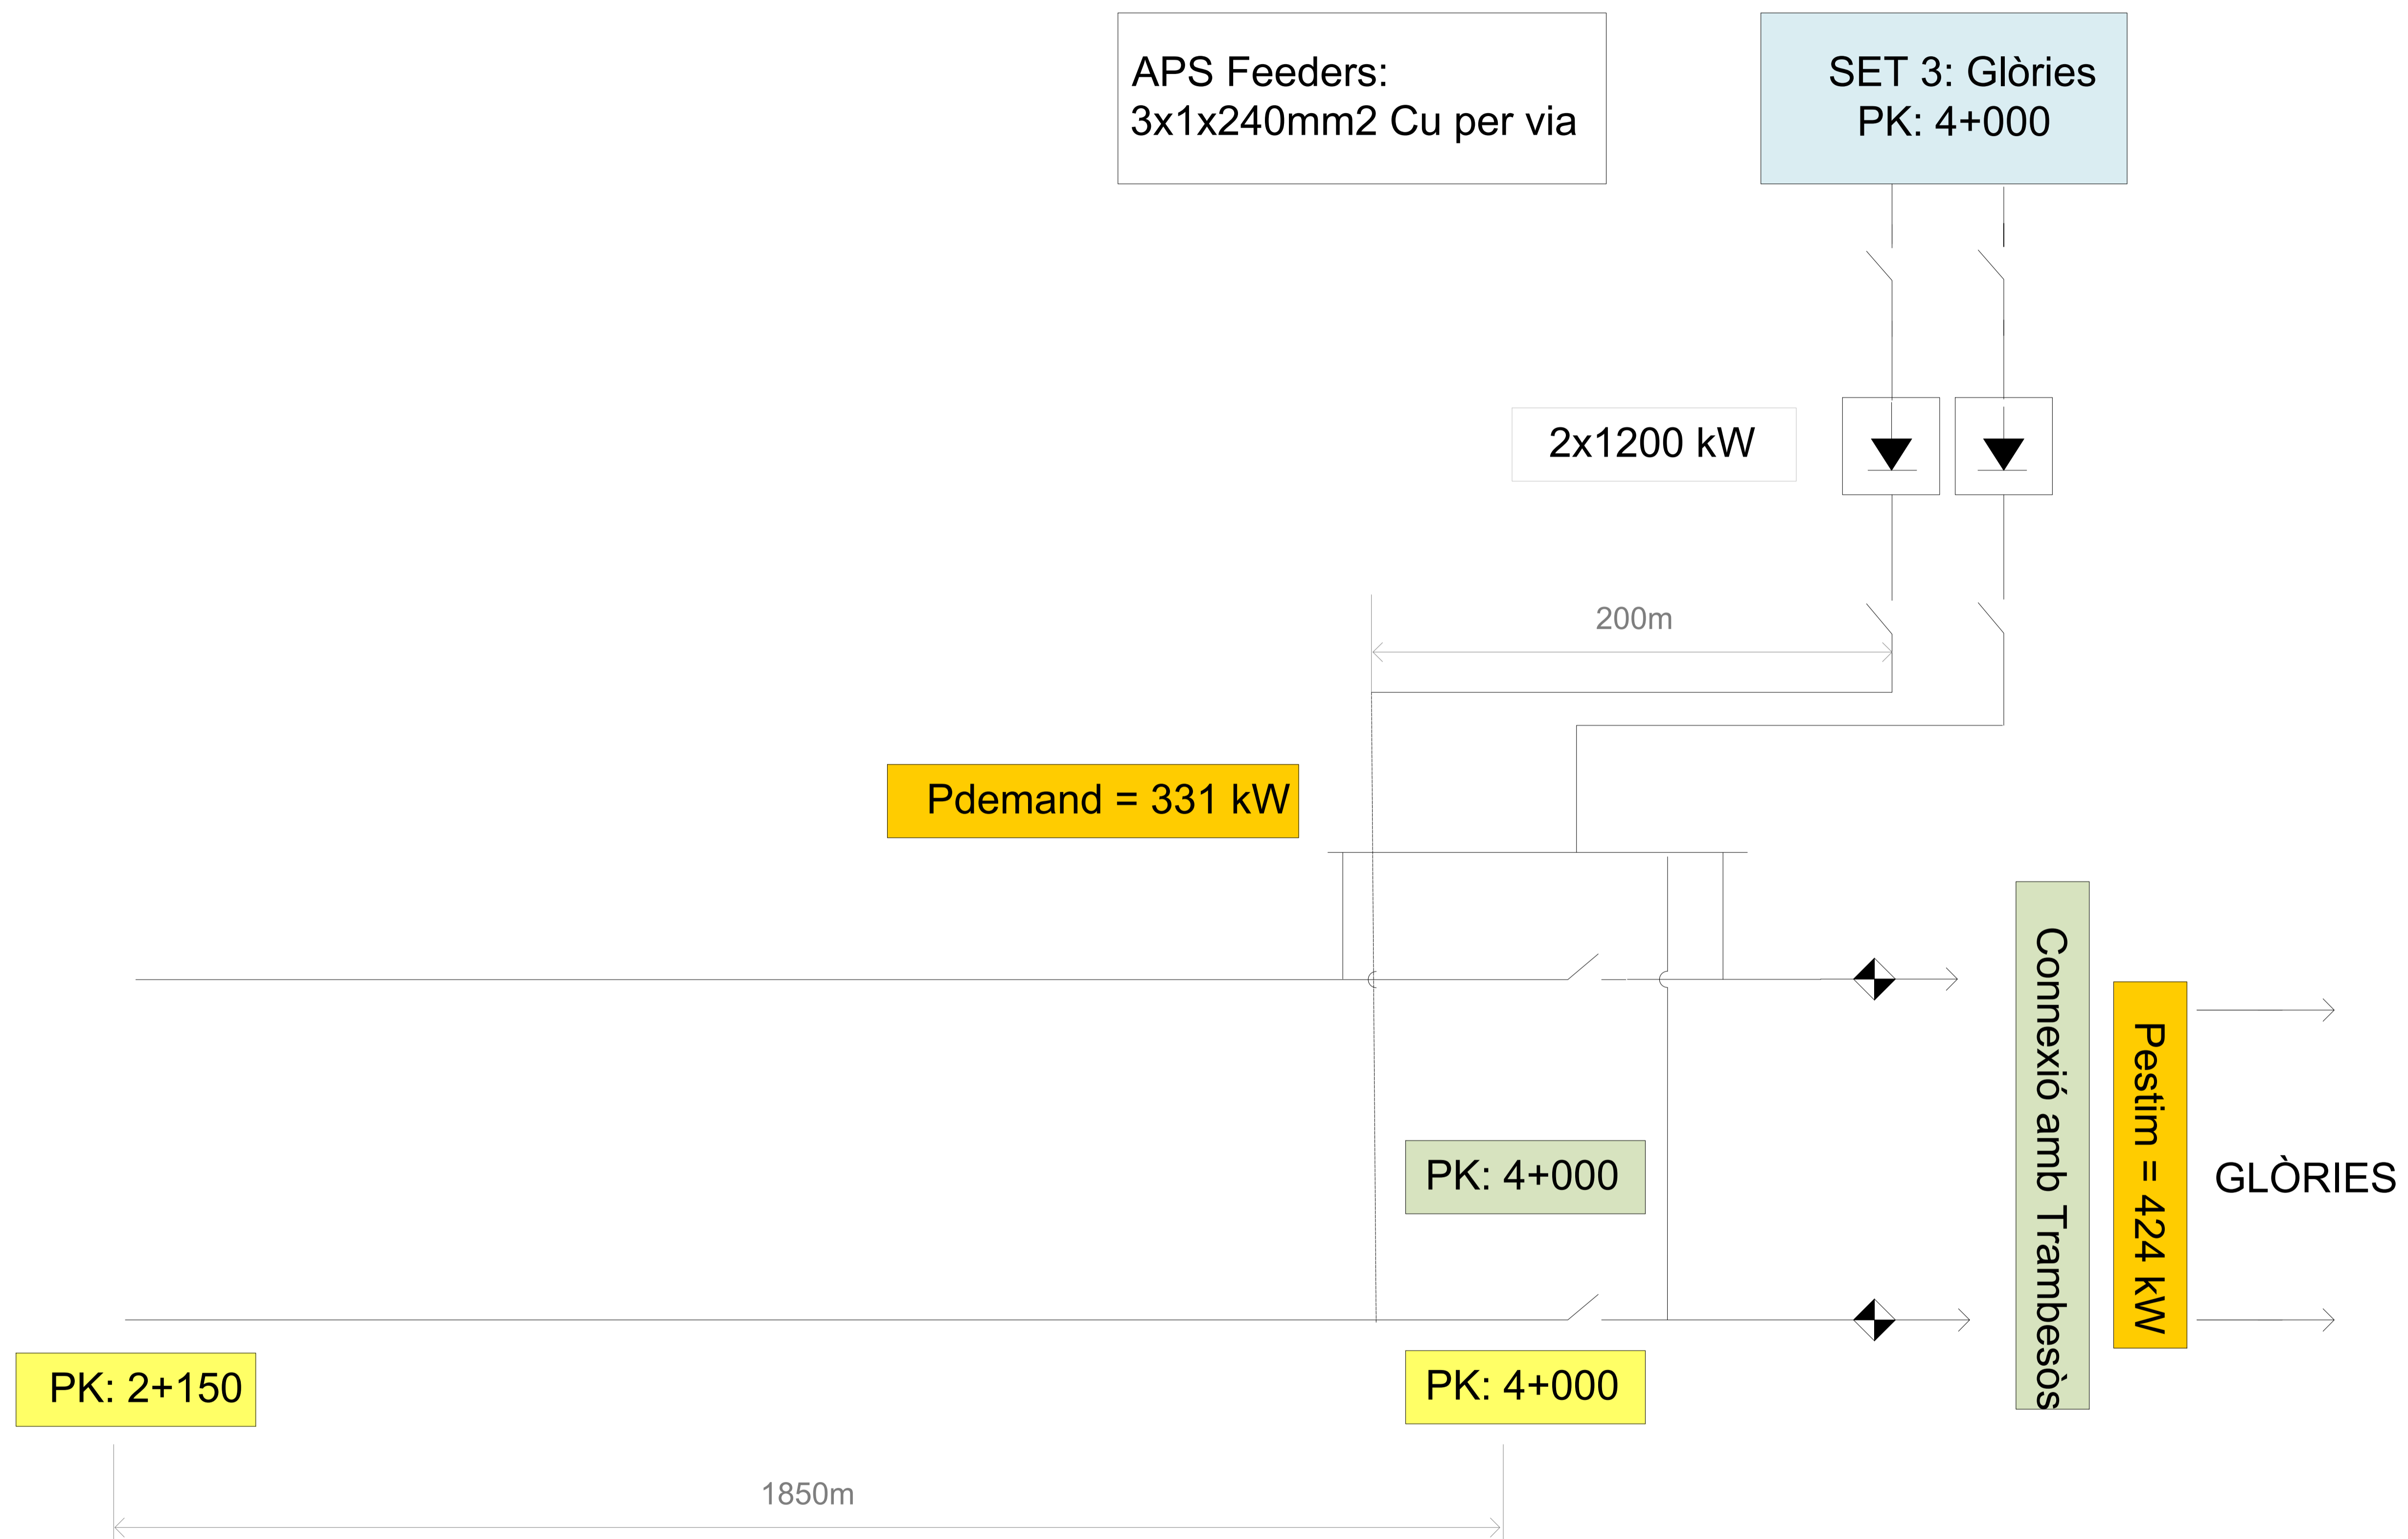 APS Feeders:
3x1x240mm2 Cu per via
SET 3: Glòries
PK: 4+000
2x1200 kW
200m
Pdemand = 331 kW
Connexió amb Trambesòs
Pestim = 424 kW
PK: 4+000
GLÒRIES
PK: 2+150
PK: 4+000
1850m